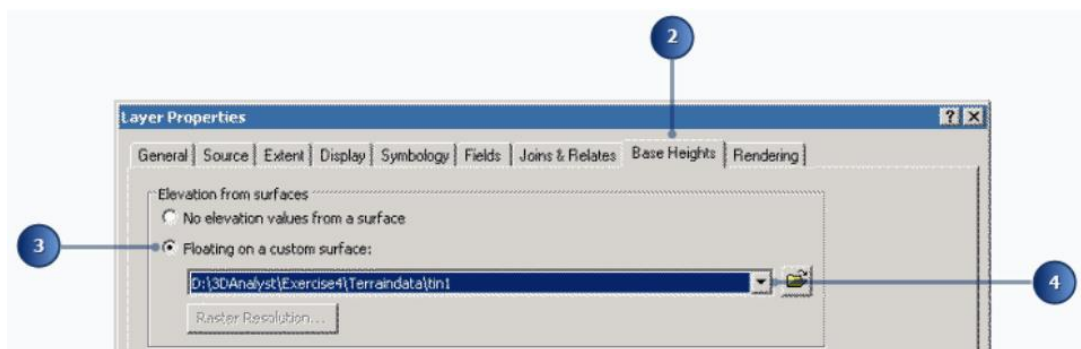 2
Layer Properties
? X
General Source Extent Display Symbology Fields Joins & Relates Base Heights Rendering
Elevation from surfaces
No elevation values from a surface
3
Floating on a custom surface:
D:\3DAnalyst\Exercise4\Terraindata\tin1
4
Raster Resolution...